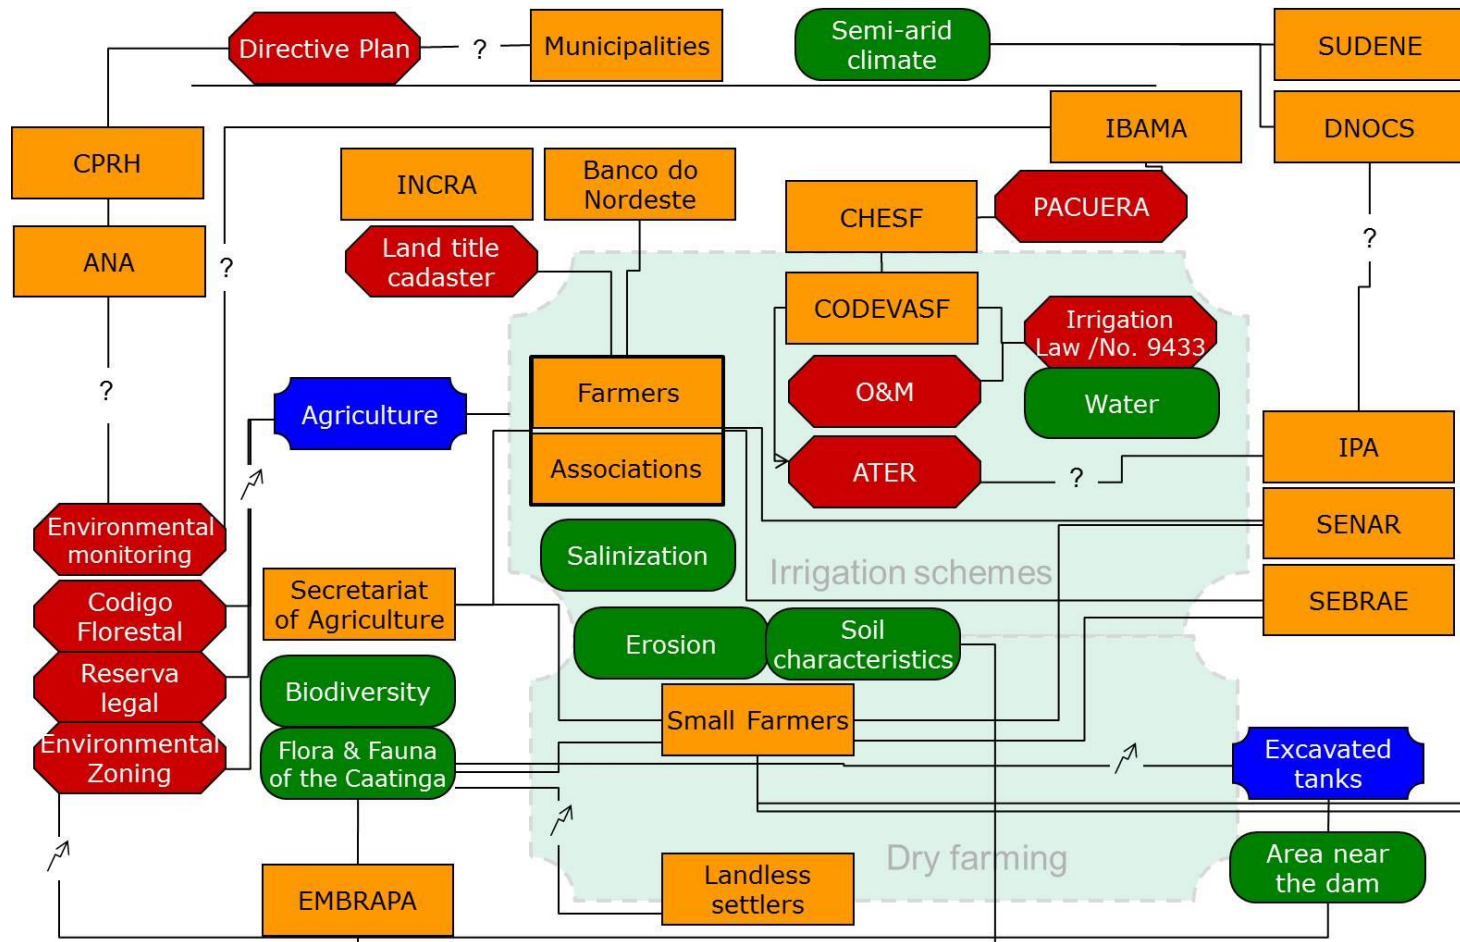 Directive Plan
?
Municipalities
Semi-arid
climate
SUDENE
CPRH
IBAMA
DNOCS
INCRA
Banco do
Nordeste
CHESF
PACUERA
ANA
Land title
cadaster
?
?
CODEVASF
Irrigation
Law /No. 9433
?
Agriculture
Farmers
O&M
Water
Associations
ATER
?
IPA
Environmental
monitoring
Salinization
Irrigation schemes
SENAR
Codigo
Florestal
Secretariat
of Agriculture
SEBRAE
Erosion
Soil
characteristics
Reserva
legal
Biodiversity
Small Farmers
Environmental
Zoning
Flora & Fauna
of the Caatinga
Excavated
tanks
Dry farming
Area near
the dam
EMBRAPA
Landless
settlers